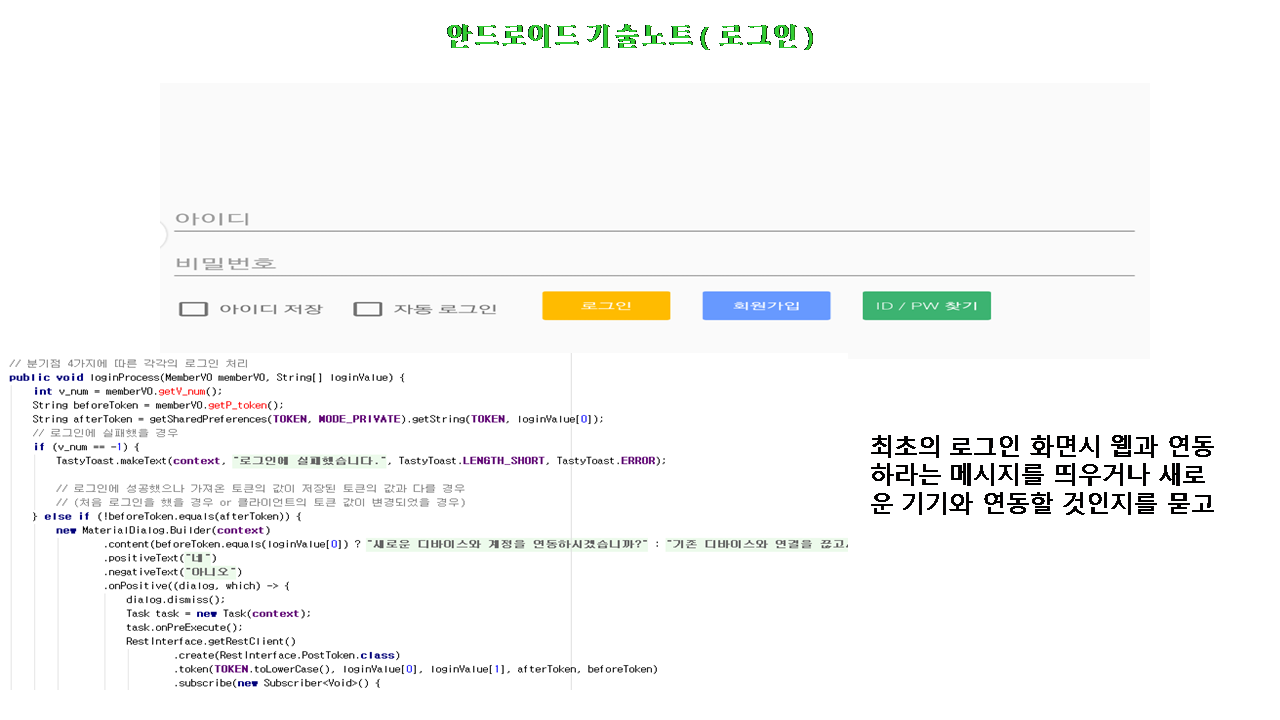 안드로이드 기술노트 ( 로그인 )
아이디
비밀번호
아이디 저장 자동 로그인 로그인 회원가입 ID / PW 찾기
// 분기점 4가지에 따른 각각의 로그인 처리
public void loginProcess(MemberVO memberVO, String[] loginValue) {
int v_num = memberVO.getV_num();
String beforeToken = memberVO.getP_token();
String afterToken = getSharedPreferences(TOKEN, MODE_PRIVATE).getString(TOKEN, loginValue[0]);
// 로그인에 실패했을 경우
if (v_num == -1) {
TastyToast.makeText(context, "로그인에 실패했습니다.", TastyToast.LENGTH_SHORT, TastyToast.ERROR);
// 로그인에 성공했으나 가져온 토큰의 값이 저장된 토큰의 값과 다를 경우
// (처음 로그인을 했을 경우 or 클라이언트의 토큰 값이 변경되었을 경우)
} else if (!beforeToken.equals(afterToken)) {
new MaterialDialog.Builder(context)
.content(beforeToken.equals(loginValue[0]) ? "새로운 디바이스와 계정을 연동하시겠습니까?" : "기존 디바이스와 연결을 끊고
.positiveText("네")
.negativeText("아니오")
.onPositive((dialog, which) -> {
dialog.dismiss();
Task task = new Task(context);
task.onPreExecute();
RestInterface.getRestClient()
.create(RestInterface.PostToken.class)
.token(TOKEN.toLowerCase(), loginValue[0], loginValue[1], afterToken, beforeToken)
.subscribe(new Subscriber<Void>() {
최초의 로그인 화면시 웹과 연동
하라는 메시지를 띄우거나 새로
운 기기와 연동할 것인지를 묻고